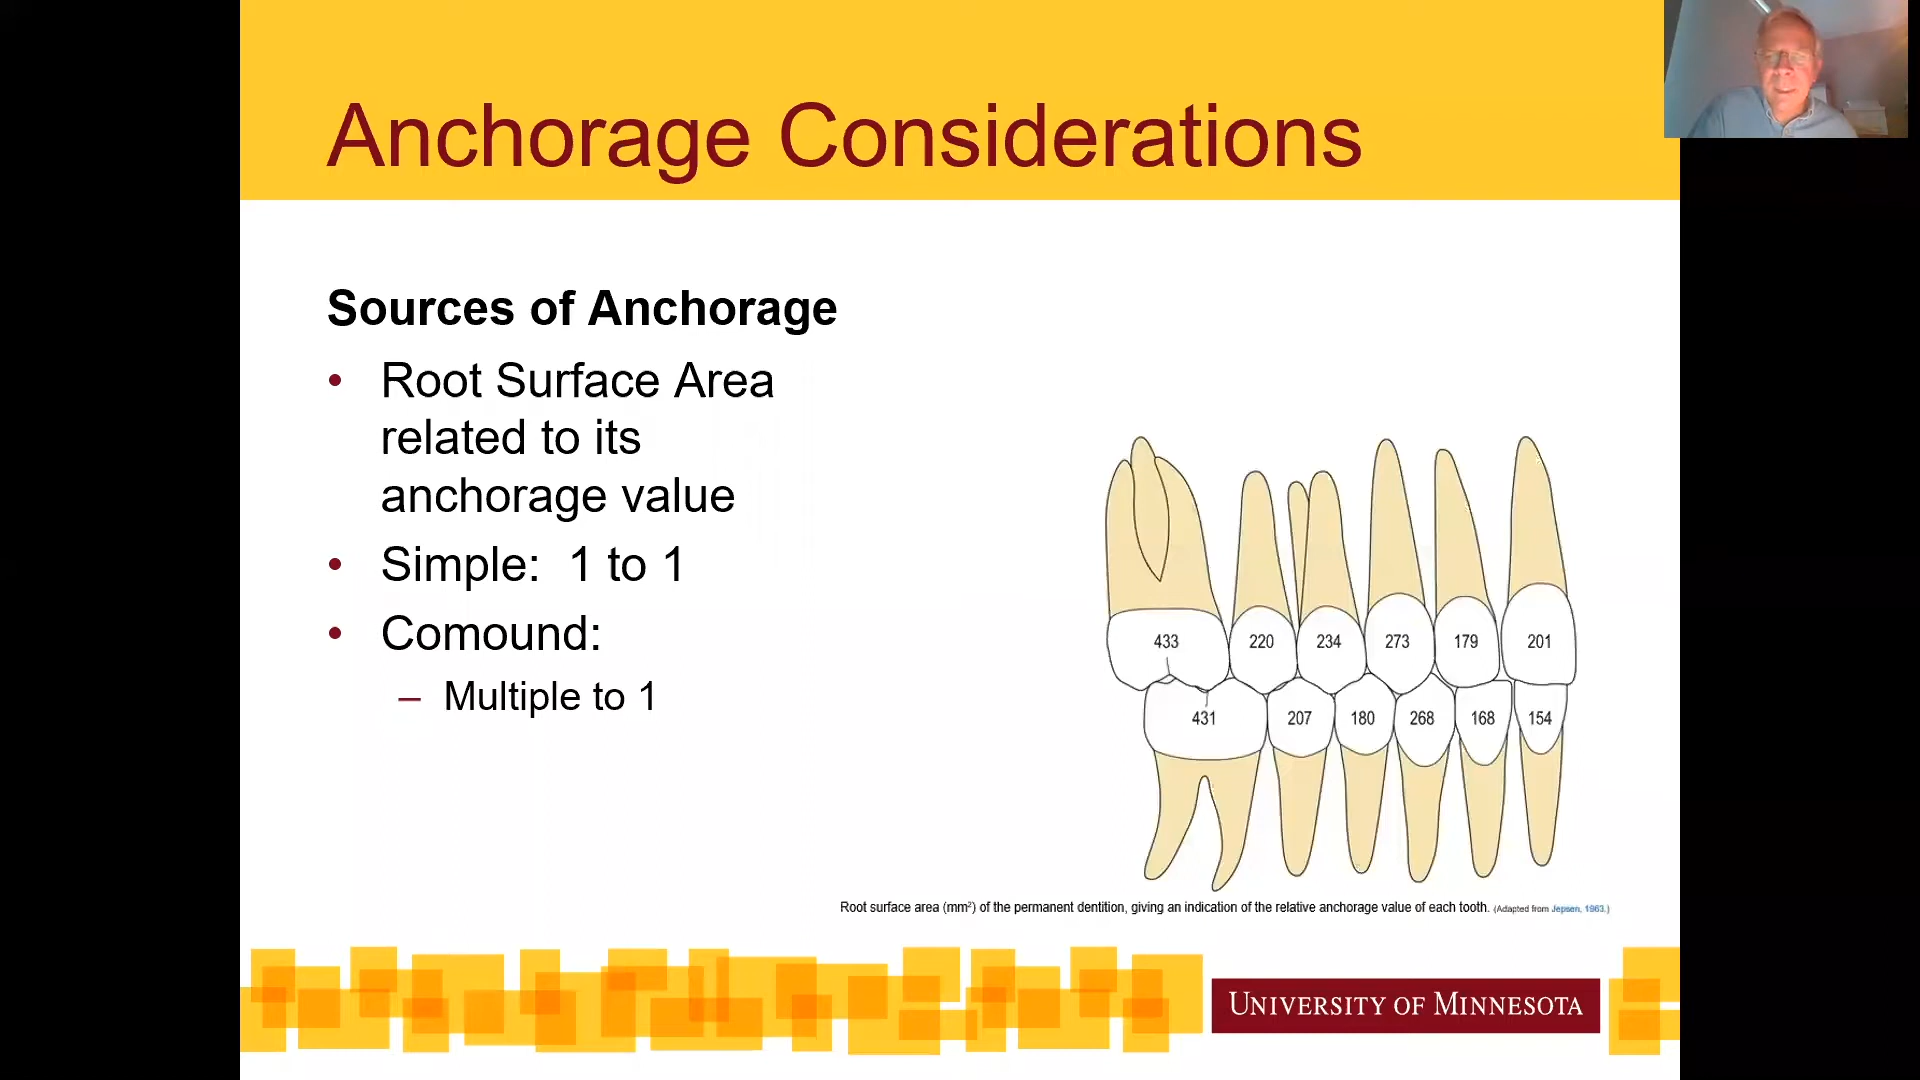 Anchorage Considerations
Sources of Anchorage
• Root Surface Area
related to its
anchorage value
• Simple: 1 to 1
• Comound:
– Multiple to 1
433 220 234 273 179 201
431 207 180 268 168 154
Root surface area (mm²) of the permanent dentition, giving an indication of the relative anchorage value of each tooth. (Adapted from Jepsen, 1963.)
UNIVERSITY OF MINNESOTA